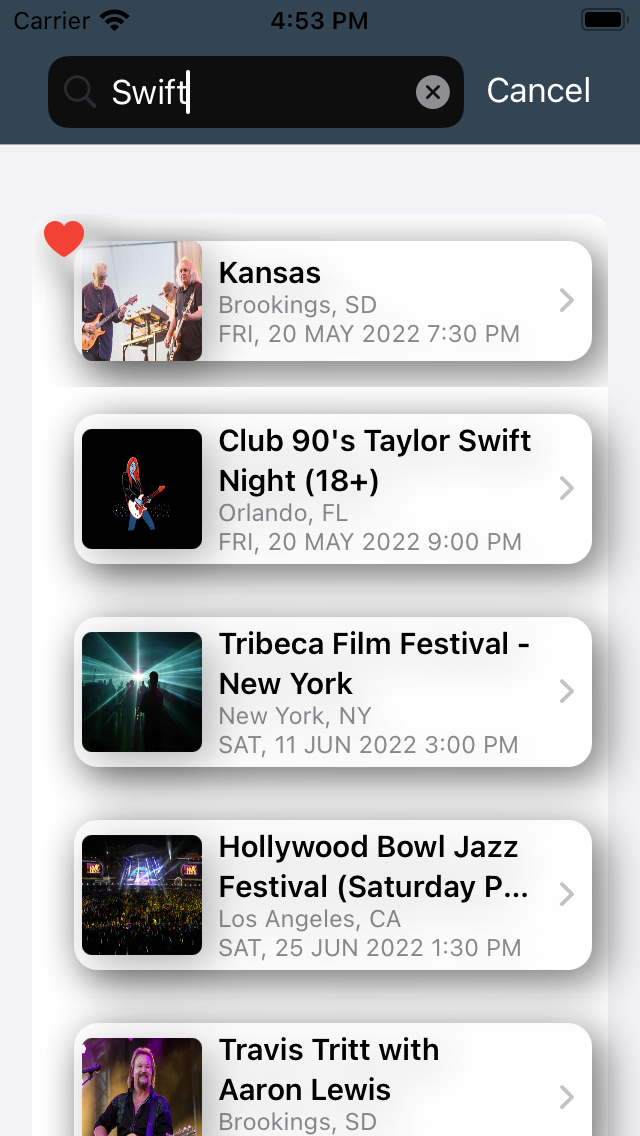 Carrier 4:53 PM
Swift Cancel
Kansas
Brookings, SD
FRI, 20 MAY 2022 7:30 PM
Club 90's Taylor Swift
Night (18+)
Orlando, FL
FRI, 20 MAY 2022 9:00 PM
Tribeca Film Festival -
New York
New York, NY
SAT, 11 JUN 2022 3:00 PM
Hollywood Bowl Jazz
Festival (Saturday P...
Los Angeles, CA
SAT, 25 JUN 2022 1:30 PM
Travis Tritt with
Aaron Lewis
Brookings, SD